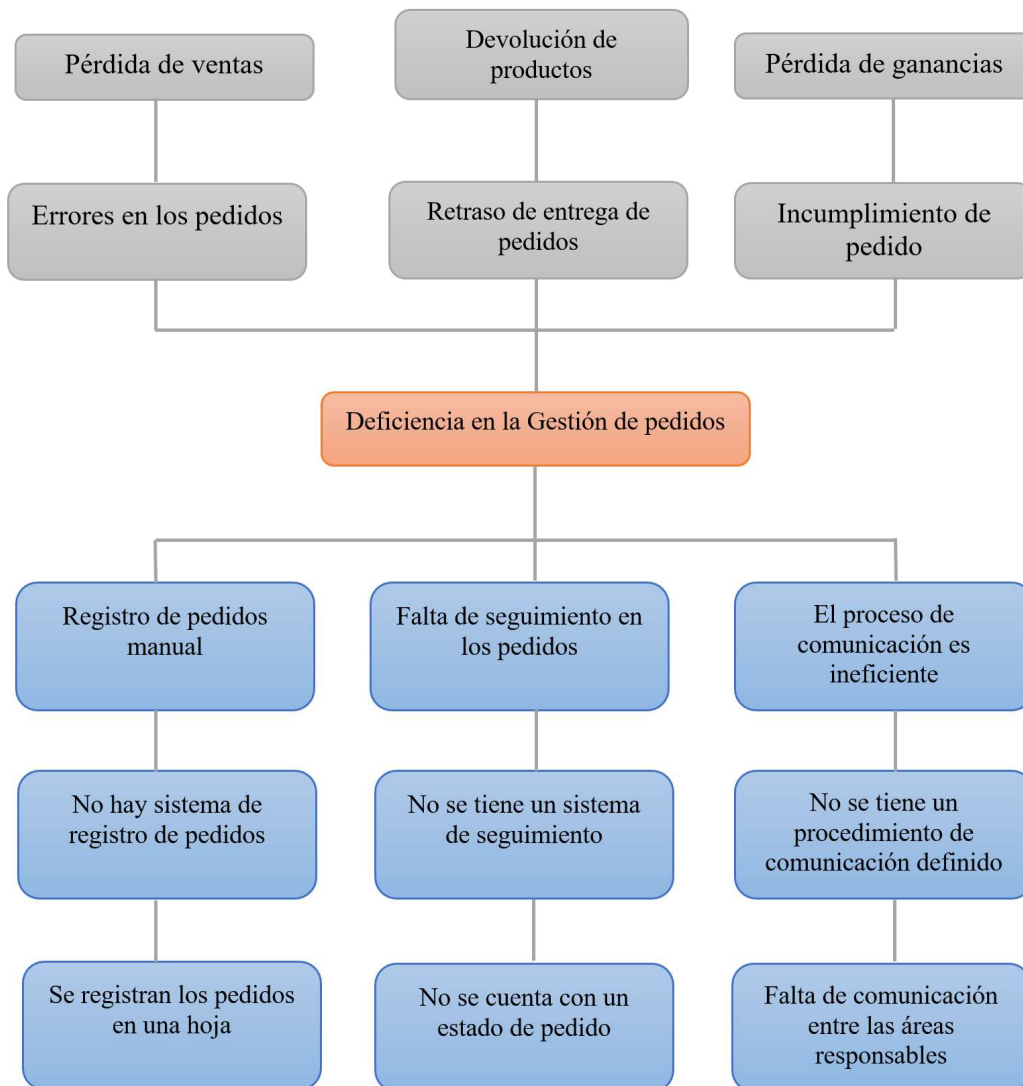 Pérdida de ventas
Devolución de
productos
Pérdida de ganancias
Errores en los pedidos
Retraso de entrega de
pedidos
Incumplimiento de
pedido
Deficiencia en la Gestión de pedidos
Registro de pedidos
manual
Falta de seguimiento en
los pedidos
El proceso de
comunicación es
ineficiente
No hay sistema de
registro de pedidos
No se tiene un sistema
de seguimiento
No se tiene un
procedimiento de
comunicación definido
Se registran los pedidos
en una hoja
No se cuenta con un
estado de pedido
Falta de comunicación
entre las áreas
responsables